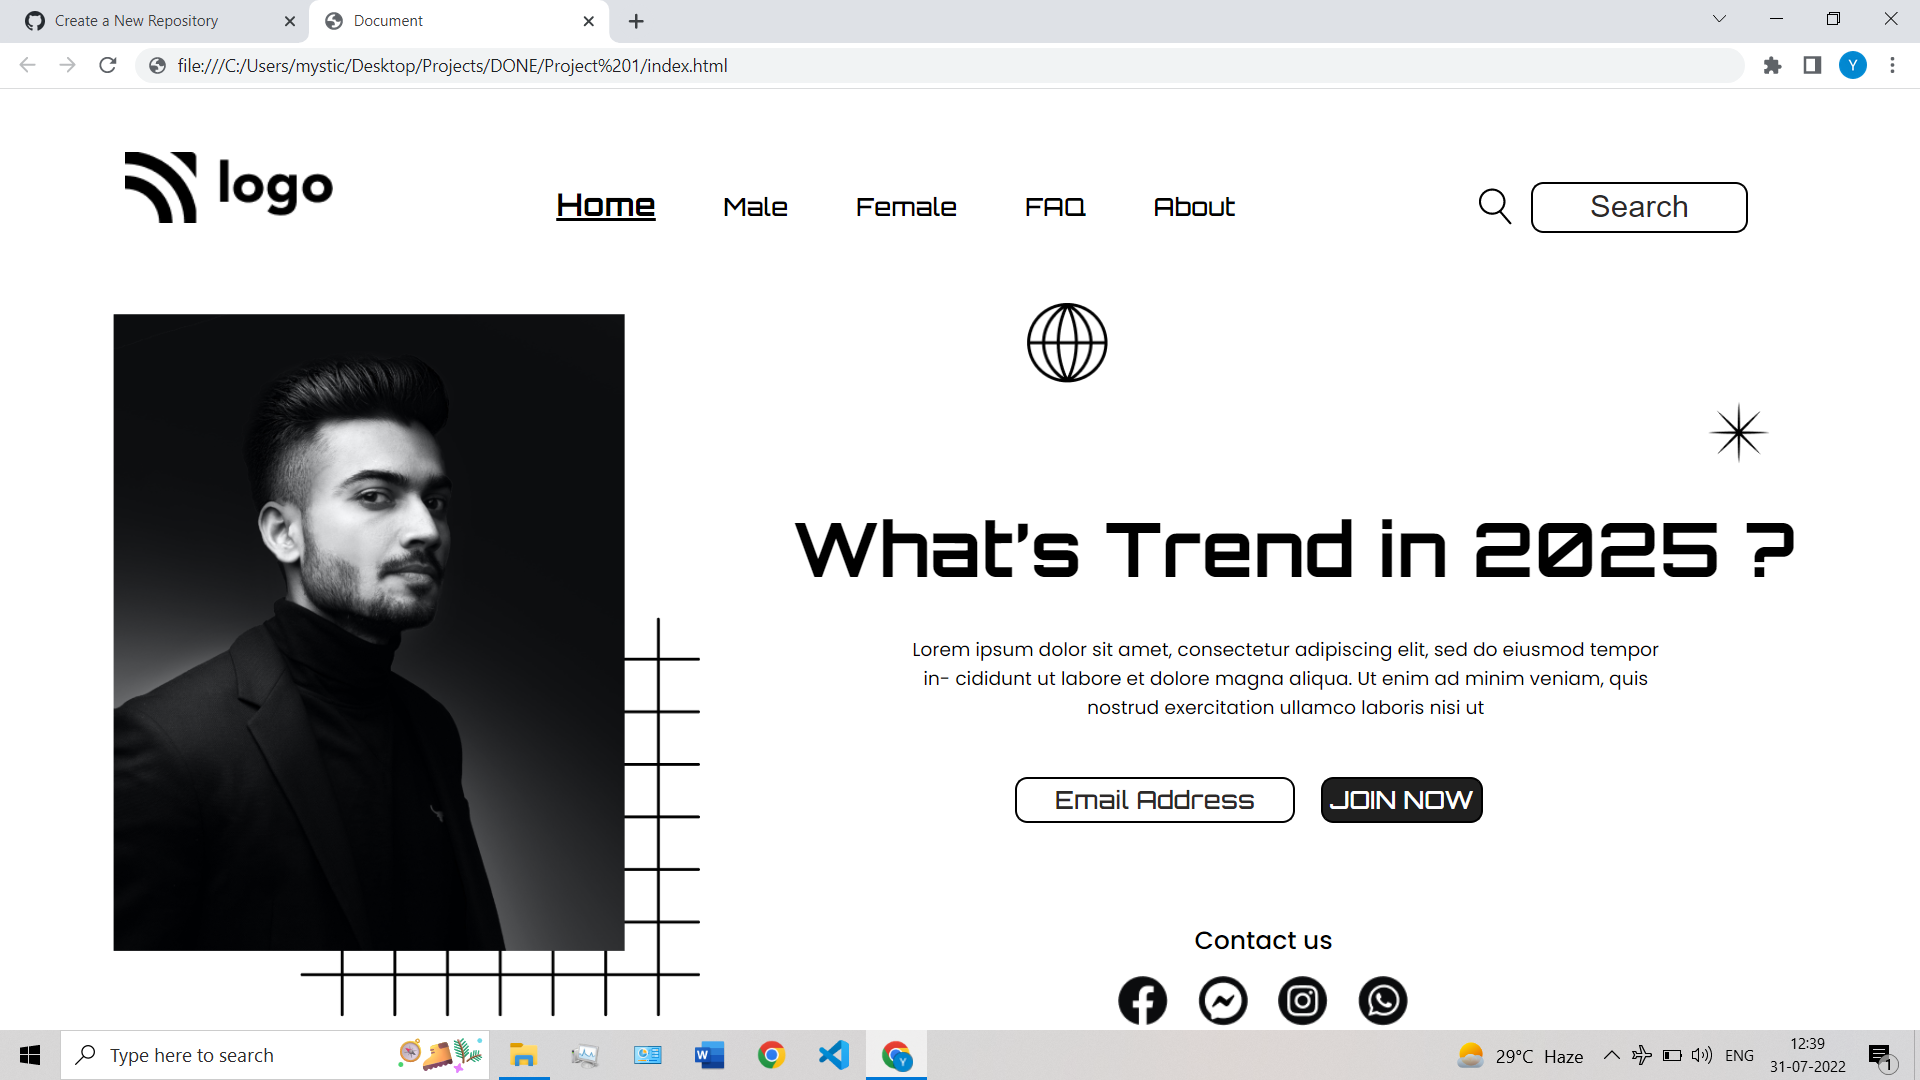 Create a New Repository
Document
file:///C:/Users/mystic/Desktop/Projects/DONE/Project%201/index.html
Y
logo
Home
Male
Female
FAQ
About
Search
What's Trend in 2025 ?
Lorem ipsum dolor sit amet, consectetur adipiscing elit, sed do eiusmod tempor
in- cididunt ut labore et dolore magna aliqua. Ut enim ad minim veniam, quis
nostrud exercitation ullamco laboris nisi ut
Email Address
JOIN NOW
Contact us
Type here to search
W
Y
29°C Haze
ENG
12:39
31-07-2022
1